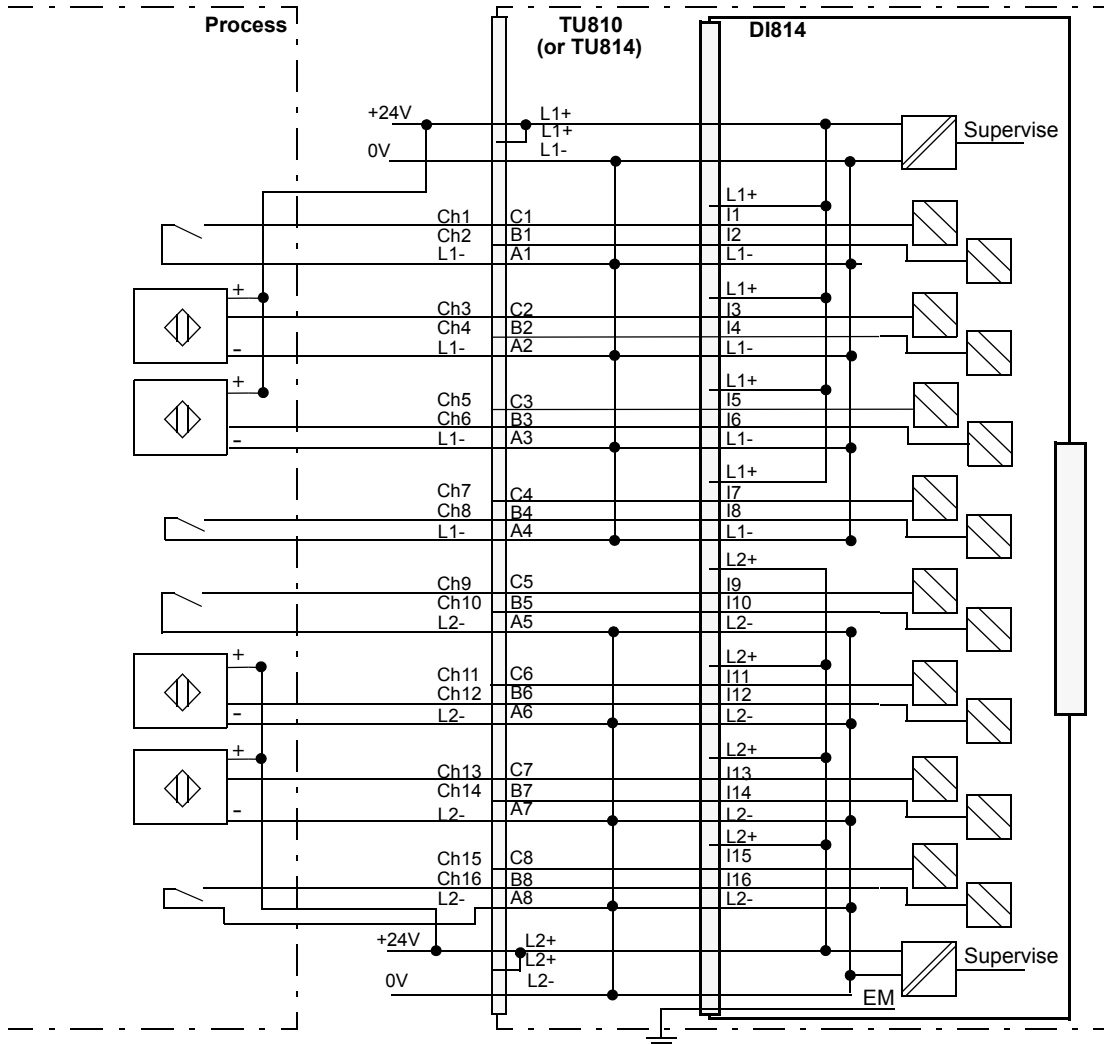 Process
TU810
(or TU814)
DI814
+24V
L1+
L1+
0V
L1-
Supervise
L1+
Ch1 C1 I1
Ch2 B1 I2
L1- A1 L1-
+
L1+
Ch3 C2 I3
Ch4 B2 I4
- L1- A2 L1-
+
L1+
Ch5 C3 I5
Ch6 B3 I6
- L1- A3 L1-
L1+
Ch7 C4 I7
Ch8 B4 I8
L1- A4 L1-
L2+
Ch9 C5 I9
Ch10 B5 I10
L2- A5 L2-
+
L2+
Ch11 C6 I11
Ch12 B6 I12
- L2- A6 L2-
+
L2+
Ch13 C7 I13
Ch14 B7 I14
- L2- A7 L2-
L2+
Ch15 C8 I15
Ch16 B8 I16
L2- A8 L2-
+24V
L2+
L2+
0V
L2-
Supervise
EM